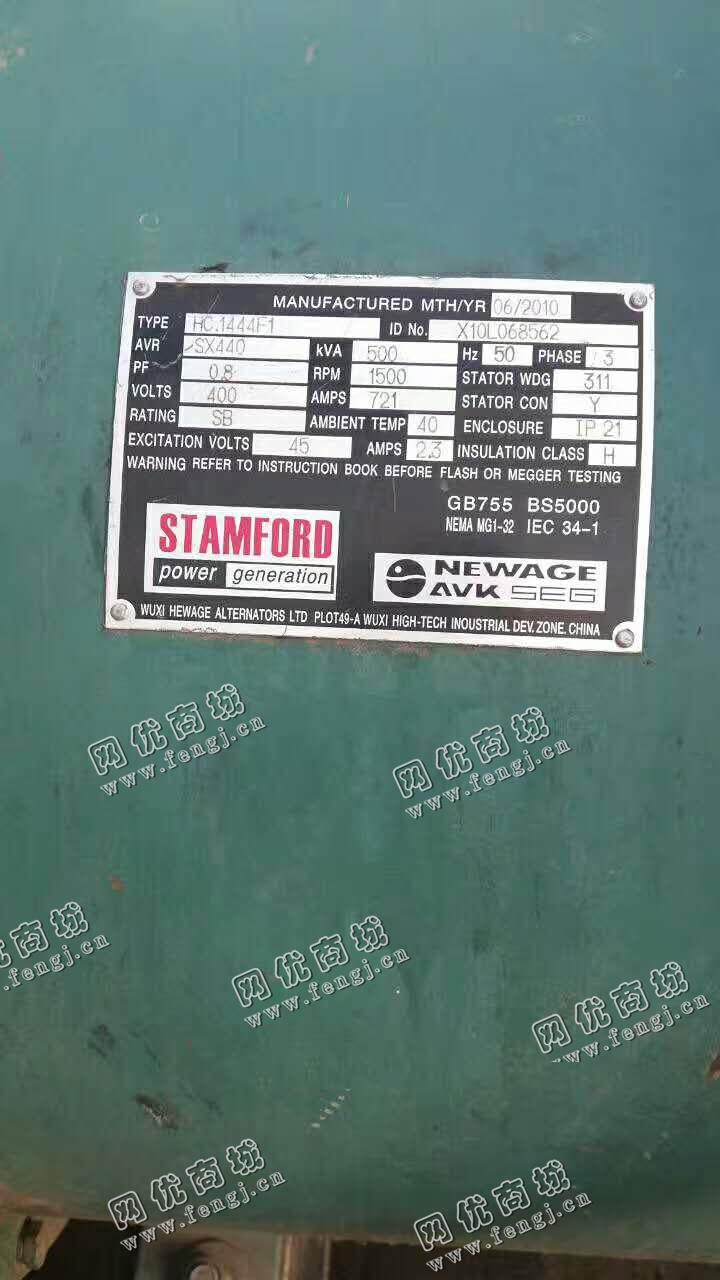 MANUFACTURED MTH/YR 06/2010
TYPE HC.1444F1 ID No. X10L068562
AVR SX440 kVA 500 Hz 50 PHASE 3
PF 0.8 RPM 1500 STATOR WDG 311
VOLTS 400 AMPS 721 STATOR CON Y
RATING SB AMBIENT TEMP 40 ENCLOSURE IP 21
EXCITATION VOLTS 45 AMPS 2.3 INSULATION CLASS H
WARNING REFER TO INSTRUCTION BOOK BEFORE FLASH OR MEGGER TESTING
GB755 BS5000
NEMA MG1-32 IEC 34-1
STAMFORD
power generation
NEWAGE
AVK SEG
WUXI HEWAGE ALTERNATORS LTD PLOT49-A WUXI HIGH-TECH INOUSTRIAL DEV. ZONE. CHINA
网优商城
www.fengj.cn
网优商城
www.fengj.cn
优商城
w.fengj.cn
网优商城
www.fengj.cn
网优商城
www.fengj.cn
网优商城
www.fengj.cn
网优商城
www.fengj.cn